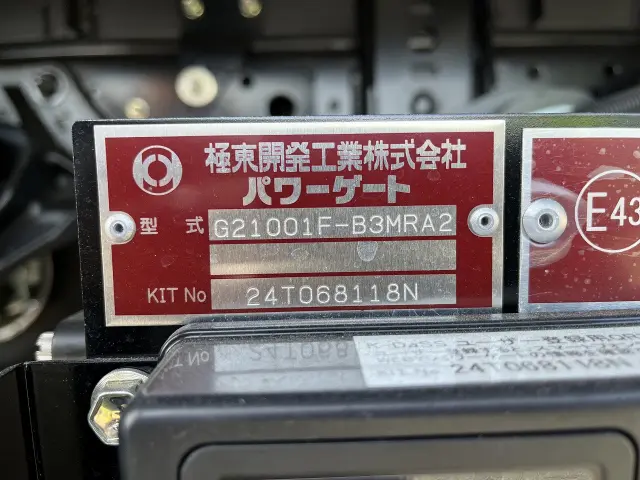 極東開発工業株式会社
パワーゲート
型式 G21001F-B3MRA2
KIT No 24T068118N
E43